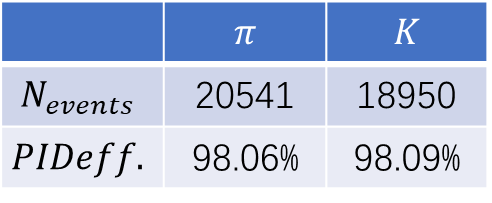 π K
N_events 20541 18950
PIDeff. 98.06% 98.09%